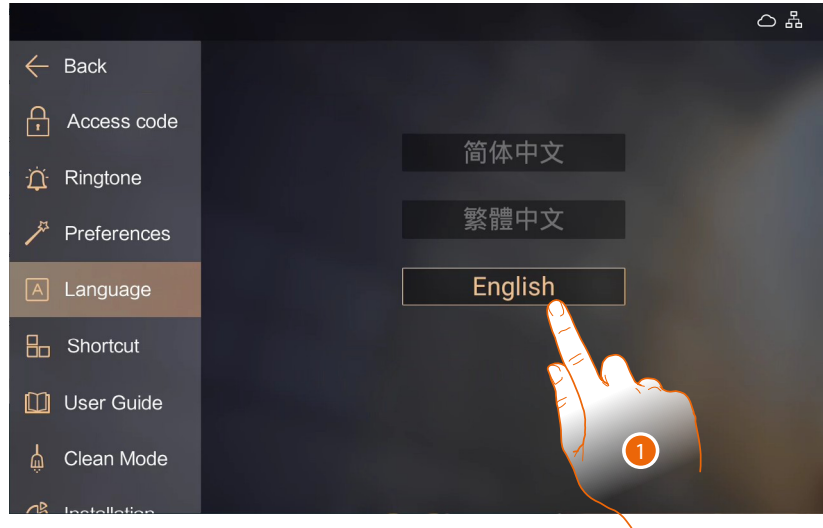 Back
Access code
Ringtone
Preferences
A Language
Shortcut
User Guide
Clean Mode
Installation
简体中文
繁體中文
English
1